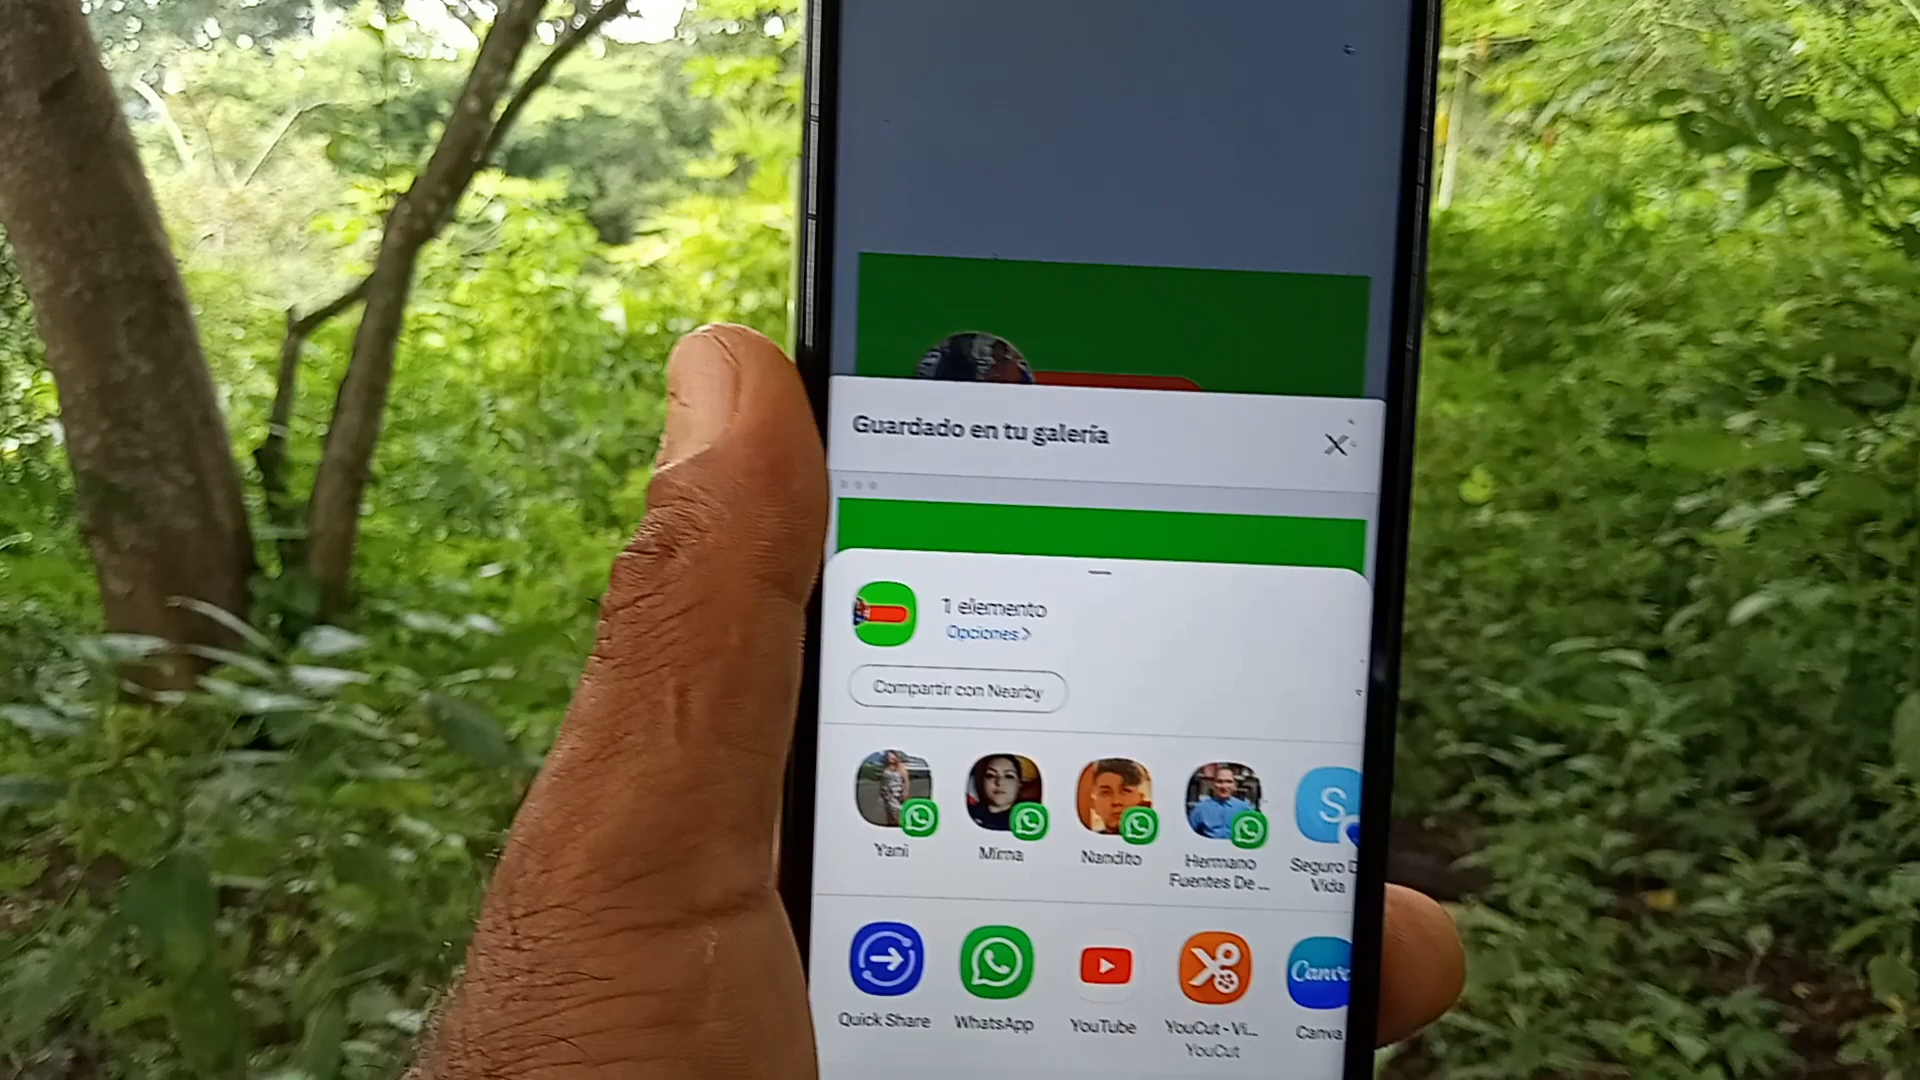 Guardado en tu galería
1 elemento
Opciones >
Compartir con Nearby
Yani
Mirna
Nandito
Hermano
Fuentes De ...
S
Seguro D
Vida
Canva
Quick Share
WhatsApp
YouTube
YouCut - Vi...
YouCut
Canva